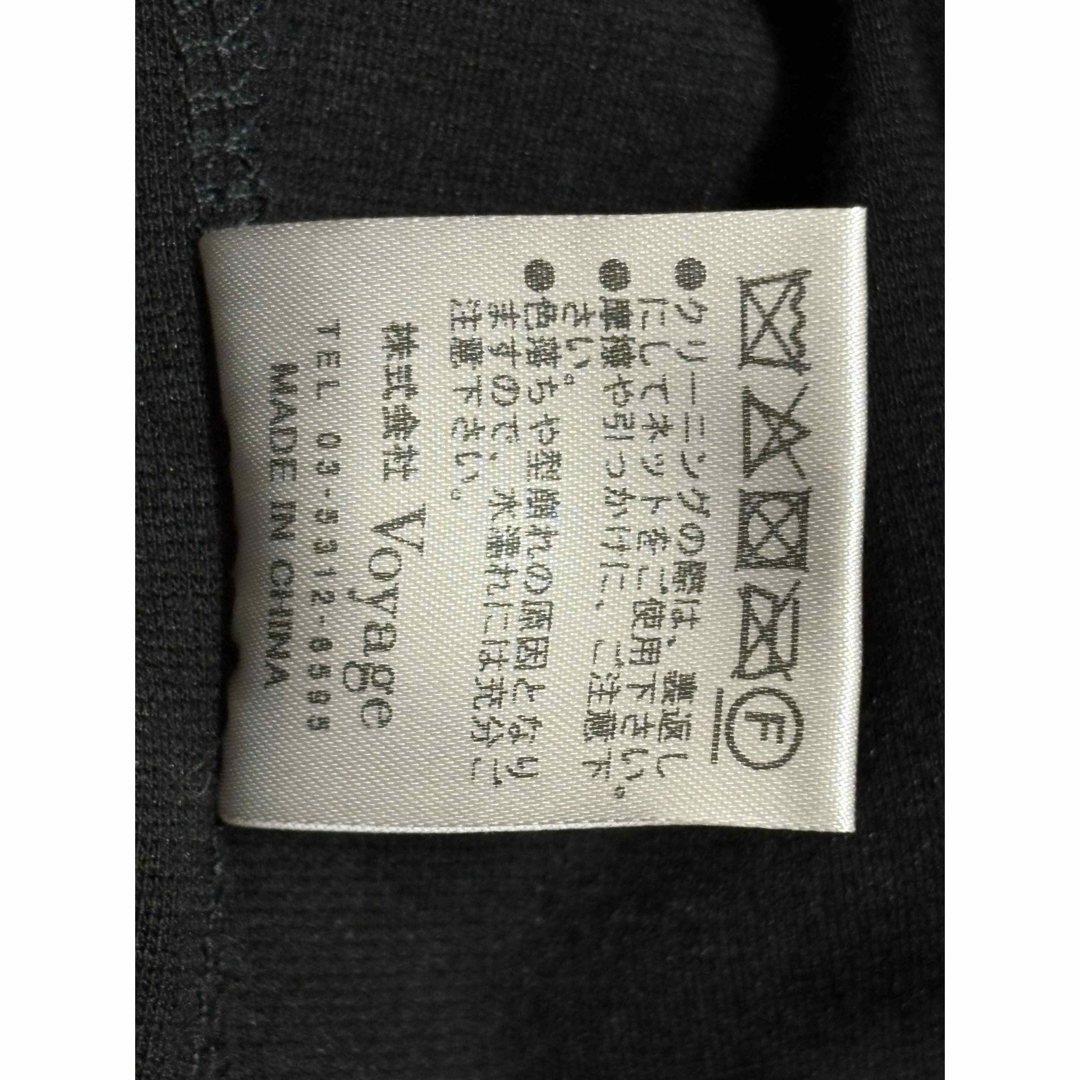 Ⓕ
●クリーニングの際は、裏返し
にしてネットをご使用下さい。
●摩擦や引っかけに、ご注意下
さい。
●色落ちや型崩れの原因となり
ますので、水濡れには充分ご
注意下さい。
株式会社 Voyage
TEL 03-5312-6595
MADE IN CHINA